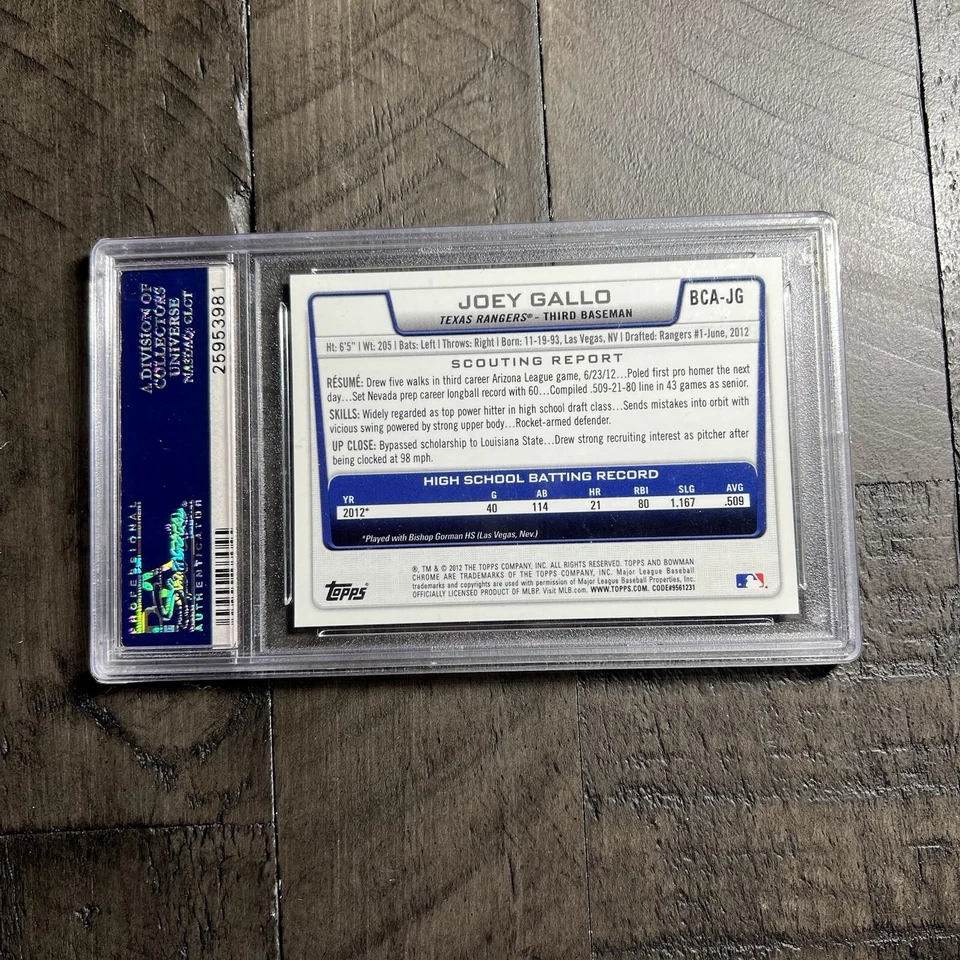 A DIVISION OF
COLLECTORS
UNIVERSE
NASDAQ: CLCT
25953981
PROFESSIONAL
PSA
AUTHENTICATION
JOEY GALLO
BCA-JG
TEXAS RANGERS® - THIRD BASEMAN
Ht: 6'5" | Wt: 205 | Bats: Left | Throws: Right | Born: 11-19-93, Las Vegas, NV | Drafted: Rangers #1-June, 2012
SCOUTING REPORT
RÉSUMÉ: Drew five walks in third career Arizona League game, 6/23/12...Poled first pro homer the next
day...Set Nevada prep career longball record with 60...Compiled .509-21-80 line in 43 games as senior.
SKILLS: Widely regarded as top power hitter in high school draft class...Sends mistakes into orbit with
vicious swing powered by strong upper body...Rocket-armed defender.
UP CLOSE: Bypassed scholarship to Louisiana State...Drew strong recruiting interest as pitcher after
being clocked at 98 mph.
HIGH SCHOOL BATTING RECORD
YR G AB HR RBI SLG AVG
2012* 40 114 21 80 1.167 .509
*Played with Bishop Gorman HS (Las Vegas, Nev.)
®, TM & © 2012 THE TOPPS COMPANY, INC. ALL RIGHTS RESERVED. TOPPS AND BOWMAN
CHROME ARE TRADEMARKS OF THE TOPPS COMPANY, INC. Major League Baseball
trademarks and copyrights are used with permission of Major League Baseball Properties, Inc.
OFFICIALLY LICENSED PRODUCT OF MLBP. Visit MLB.com. WWW.TOPPS.COM. CODE#9561231
Topps®